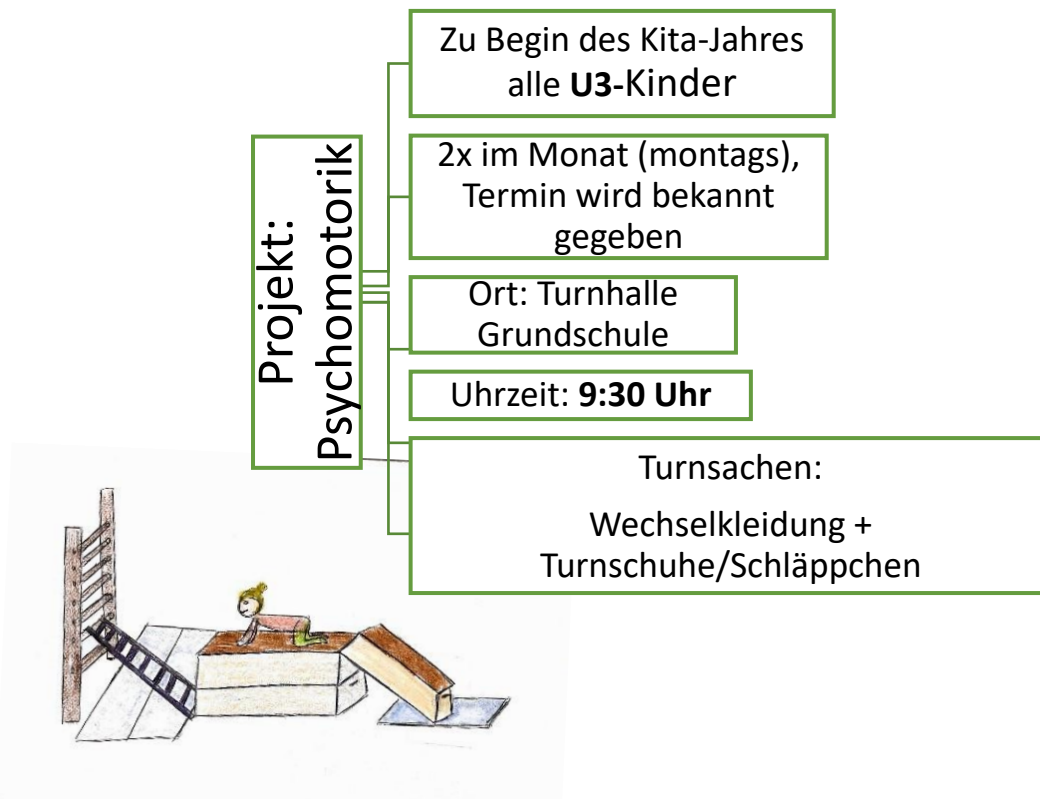 Projekt:
Psychomotorik
Zu Begin des Kita-Jahres
alle U3-Kinder
2x im Monat (montags),
Termin wird bekannt
gegeben
Ort: Turnhalle
Grundschule
Uhrzeit: 9:30 Uhr
Turnsachen:
Wechselkleidung +
Turnschuhe/Schläppchen